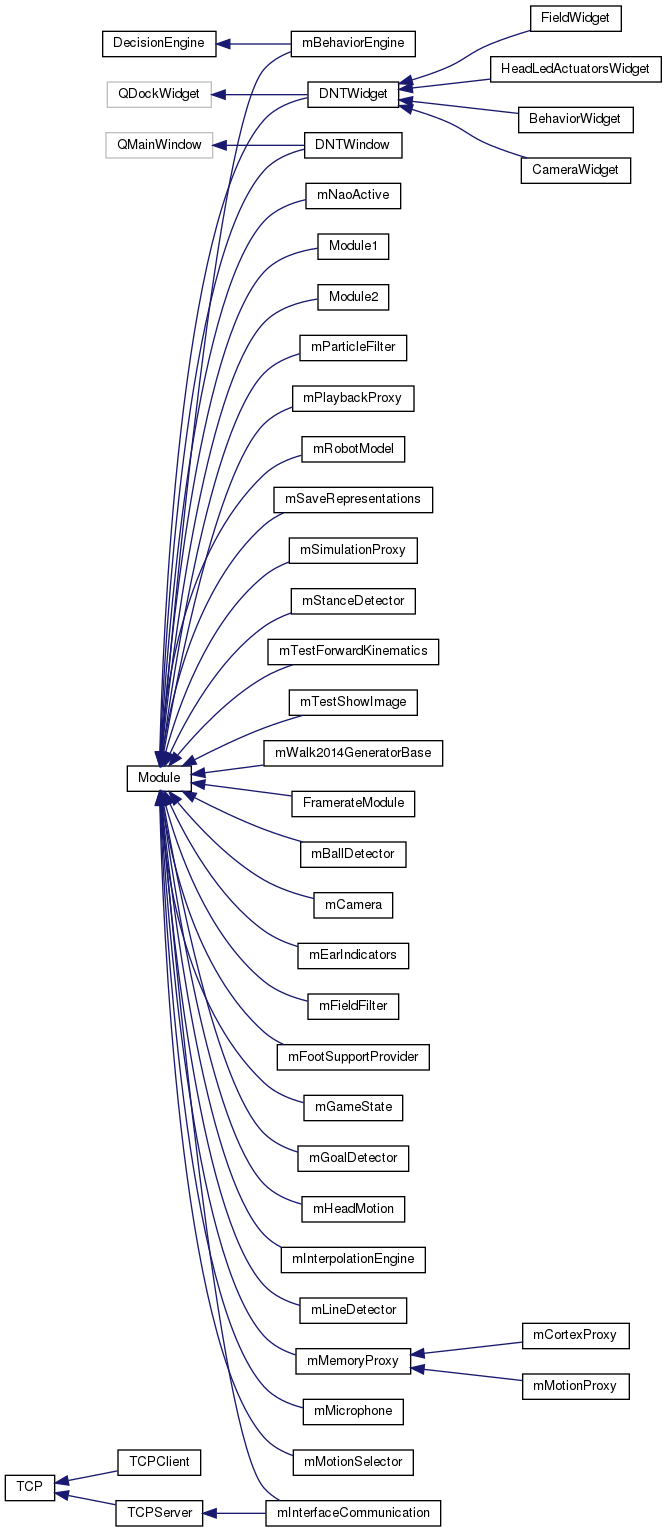 FieldWidget
DecisionEngine
mBehaviorEngine
HeadLedActuatorsWidget
QDockWidget
DNTWidget
BehaviorWidget
QMainWindow
DNTWindow
CameraWidget
mNaoActive
Module1
Module2
mParticleFilter
mPlaybackProxy
mRobotModel
mSaveRepresentations
mSimulationProxy
mStanceDetector
mTestForwardKinematics
mTestShowImage
mWalk2014GeneratorBase
Module
FramerateModule
mBallDetector
mCamera
mEarIndicators
mFieldFilter
mFootSupportProvider
mGameState
mGoalDetector
mHeadMotion
mInterpolationEngine
mLineDetector
mCortexProxy
mMemoryProxy
mMotionProxy
mMicrophone
mMotionSelector
TCPClient
TCP
TCPServer
mInterfaceCommunication